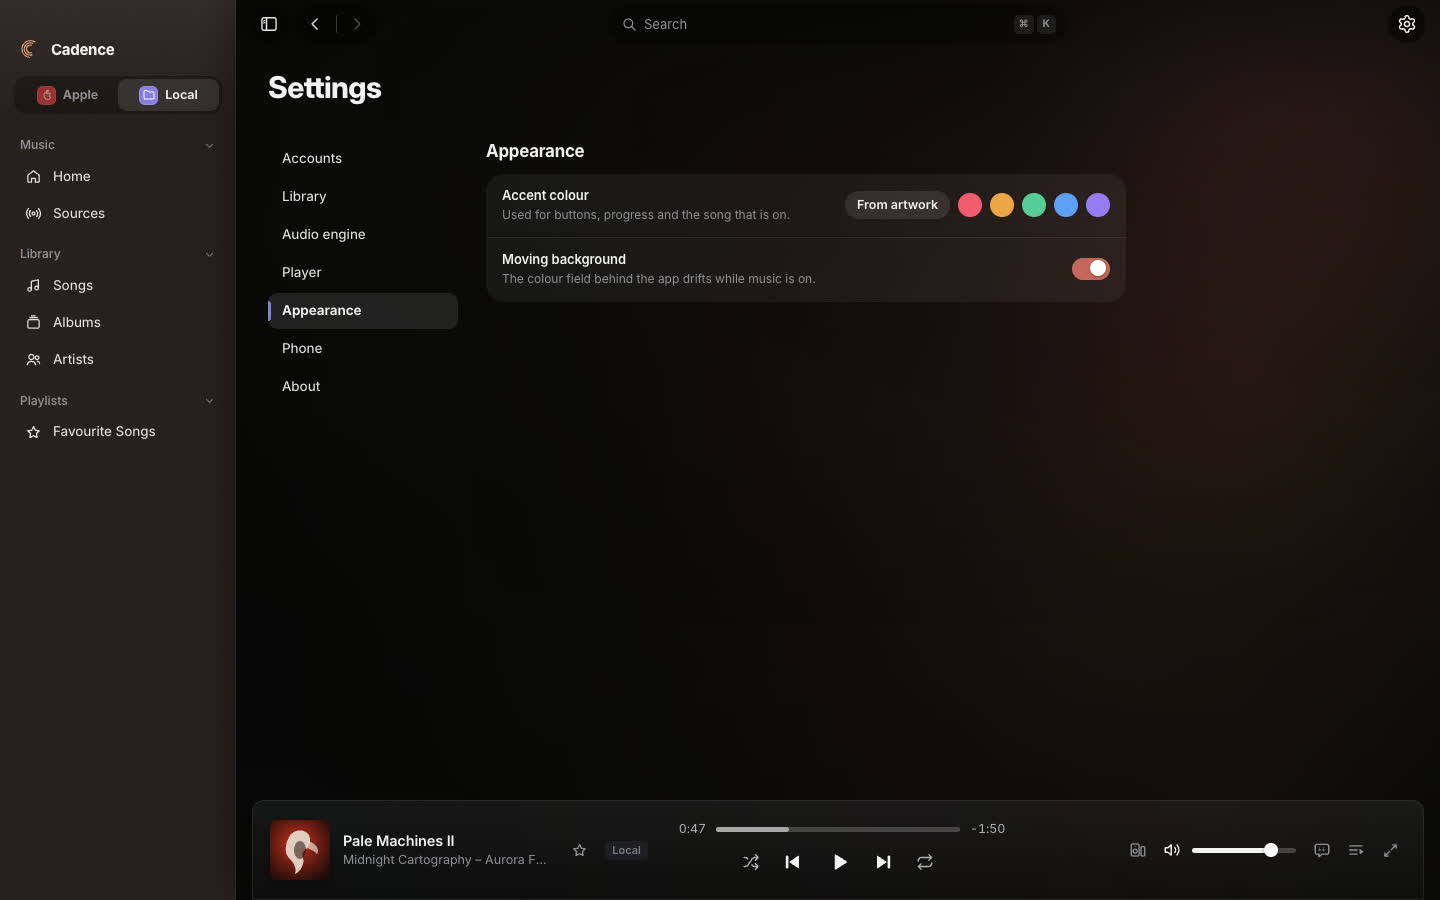 Cadence
Apple
Local
Music
Home
Sources
Library
Songs
Albums
Artists
Playlists
Favourite Songs
Search
⌘ K
Settings
Accounts
Library
Audio engine
Player
Appearance
Phone
About
Appearance
Accent colour
Used for buttons, progress and the song that is on.
From artwork
Moving background
The colour field behind the app drifts while music is on.
Pale Machines II
Midnight Cartography – Aurora F...
Local
0:47
-1:50